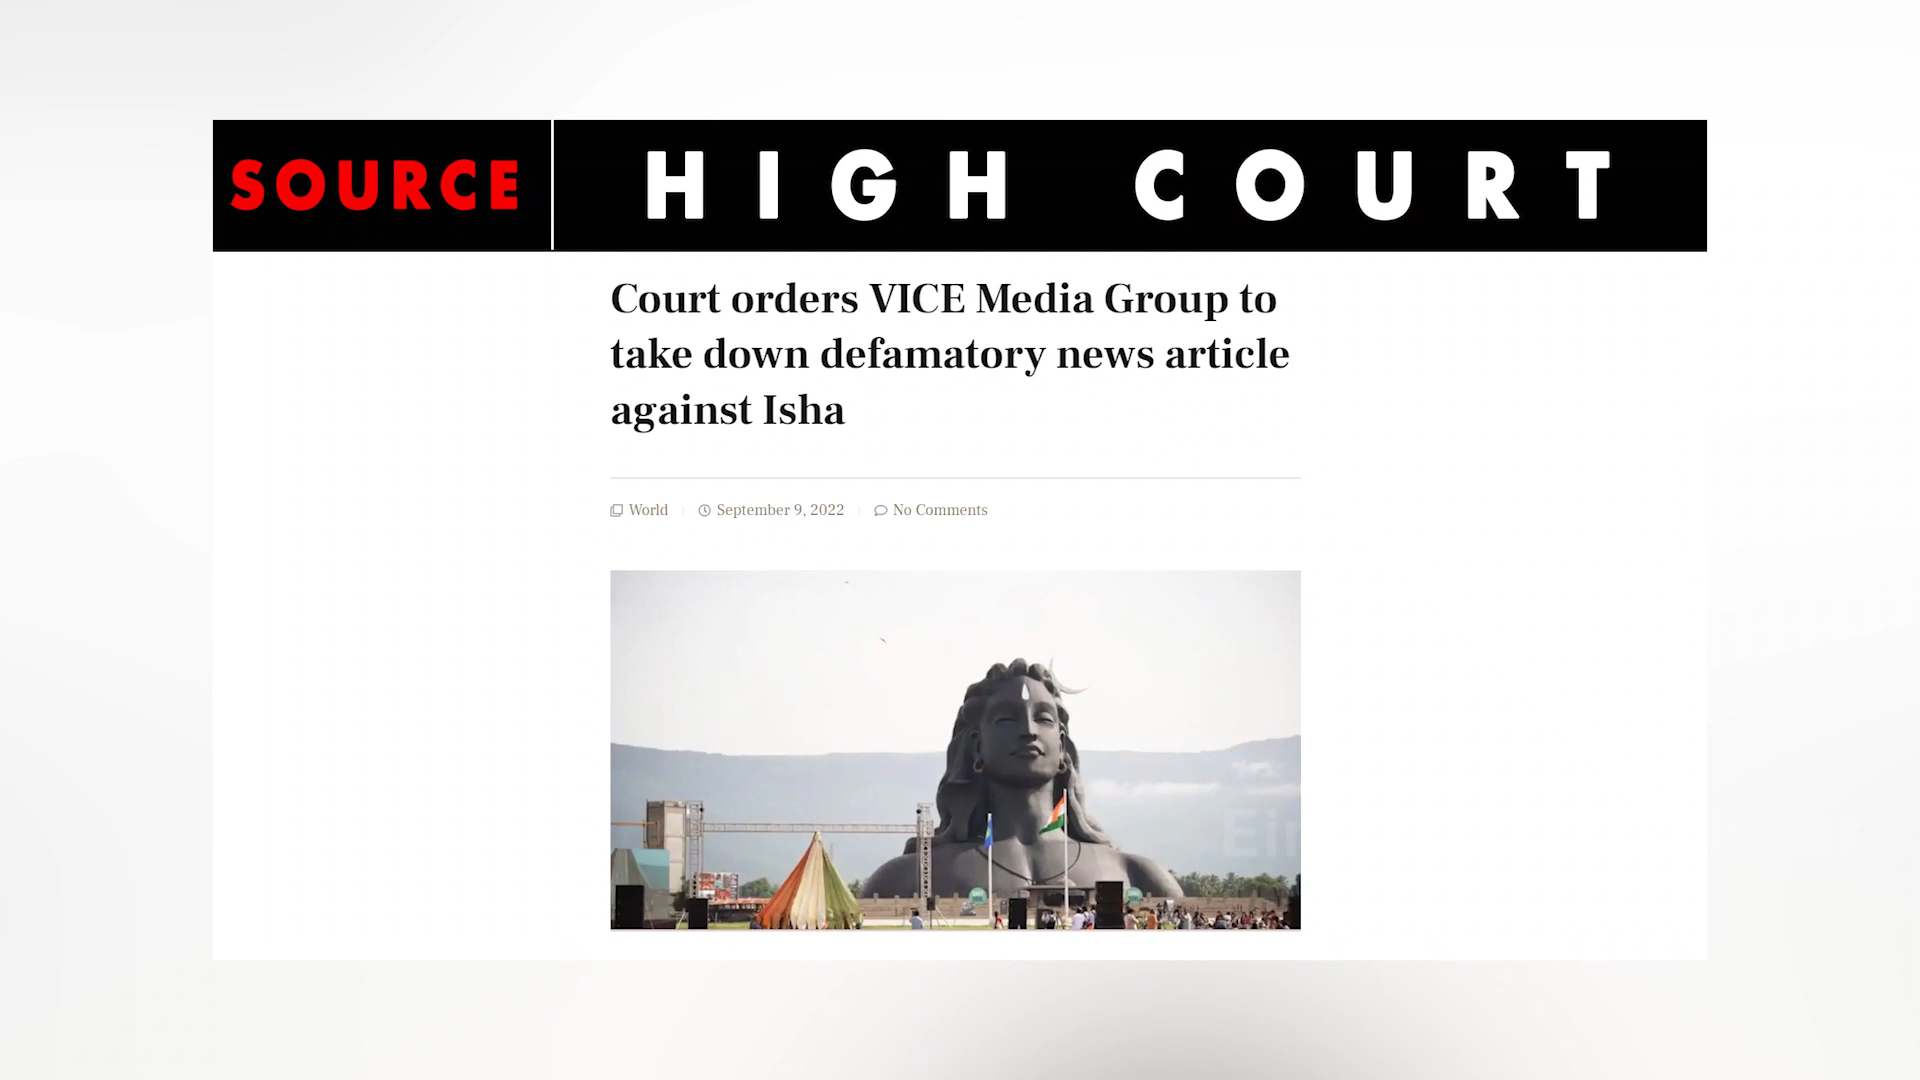 SOURCE
HIGH COURT
Court orders VICE Media Group to
take down defamatory news article
against Isha
World
September 9, 2022
No Comments